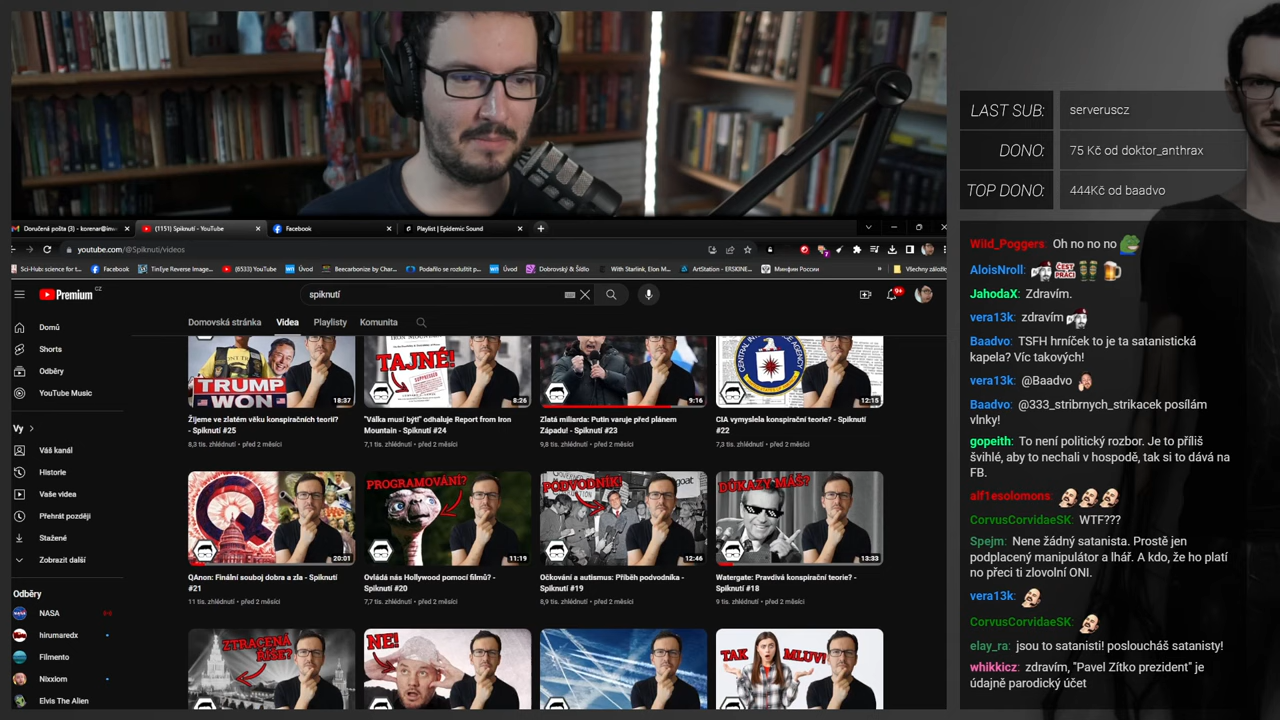 Doručená pošta (3) - korenar@inw
(1151) Spiknutí - YouTube
Facebook
Playlist | Epidemic Sound
youtube.com/@Spiknuti/videos
Sci-Hub: science for t...
Facebook
TinEye Reverse Image...
(8533) YouTube
Úvod
Beecarbonize by Char...
Podařilo se rozluštit p...
Úvod
Dobrovský & Šídlo
With Starlink, Elon M...
ArtStation - ERSKINE...
Минфин России
»
Všechny záložky
Premium CZ
spiknutí
9+
Domů
Shorts
Odběry
YouTube Music
Vy
Váš kanál
Historie
Vaše videa
Přehrát později
Stažené
Zobrazit další
Odběry
NASA
hirumaredx
Filmento
Nixxiom
Elvis The Alien
Domovská stránka
Videa
Playlisty
Komunita
TRUMP
WON
18:37
Žijeme ve zlatém věku konspiračních teorií?
- Spiknutí #25
8,3 tis. zhlédnutí • před 2 měsíci
TAJNÉ!
8:26
"Válka musí být!" odhaluje Report from Iron
Mountain - Spiknutí #24
7,1 tis. zhlédnutí • před 2 měsíci
9:16
Zlatá miliarda: Putin varuje před plánem
Západu! - Spiknutí #23
9,8 tis. zhlédnutí • před 2 měsíci
12:15
CIA vymyslela konspirační teorie? - Spiknutí
#22
7,3 tis. zhlédnutí • před 2 měsíci
20:01
QAnon: Finální souboj dobra a zla - Spiknutí
#21
11 tis. zhlédnutí • před 2 měsíci
PROGRAMOVÁNÍ?
11:19
Ovládá nás Hollywood pomocí filmů? -
Spiknutí #20
7,7 tis. zhlédnutí • před 2 měsíci
PODVODNÍK!
12:46
Očkování a autismus: Příběh podvodníka -
Spiknutí #19
8,9 tis. zhlédnutí • před 2 měsíci
DŮKAZY MÁŠ?
13:33
Watergate: Pravdivá konspirační teorie? -
Spiknutí #18
9 tis. zhlédnutí • před 2 měsíci
ZTRACENÁ
ŘÍŠE?
NE!
TAK MLUV!
LAST SUB: serveruscz
DONO: 75 Kč od doktor_anthrax
TOP DONO: 444Kč od baadvo
Wild_Poggers: Oh no no no
AloisNroll: ČEST PRÁCI
JahodaX: Zdravím.
vera13k: zdravím
Baadvo: TSFH hrníček to je ta satanistická
kapela? Víc takových!
vera13k: @Baadvo
Baadvo: @333_stribrnych_strikacek posílám
vlnky!
gopeith: To není politický rozbor. Je to příliš
švihlé, aby to nechali v hospodě, tak si to dává na
FB.
alf1esolomons:
CorvusCorvidaeSK: WTF???
Spejm: Nene žádný satanista. Prostě jen
podplacený manipulátor a lhář. A kdo, že ho platí
no přeci ti zlovolní ONI.
vera13k:
CorvusCorvidaeSK:
elay_ra: jsou to satanisti! posloucháš satanisty!
whikkicz: zdravím, "Pavel Zítko prezident" je
údajně parodický účet